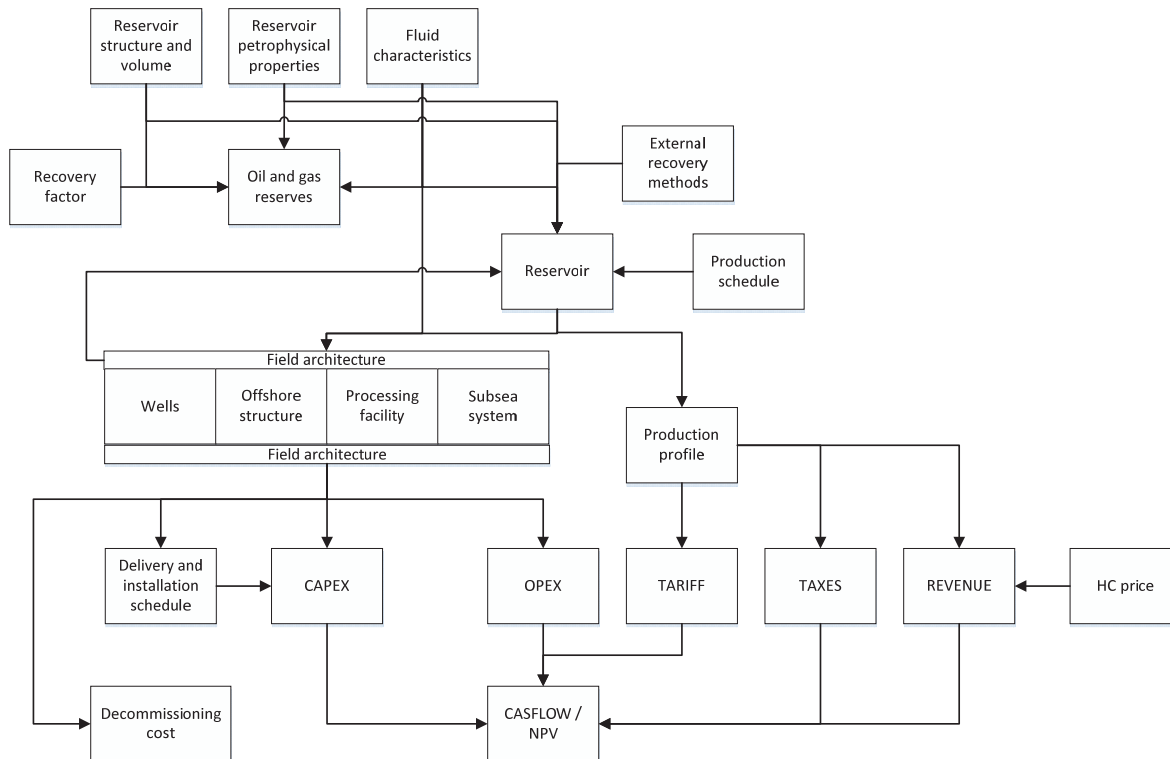 Reservoir
structure and
volume
Reservoir
petrophysical
properties
Fluid
characteristics
Recovery
factor
Oil and gas
reserves
External
recovery
methods
Reservoir
Production
schedule
Field architecture
Wells
Offshore
structure
Processing
facility
Subsea
system
Field architecture
Production
profile
Delivery and
installation
schedule
CAPEX
OPEX
TARIFF
TAXES
REVENUE
HC price
Decommissioning
cost
CASFLOW /
NPV